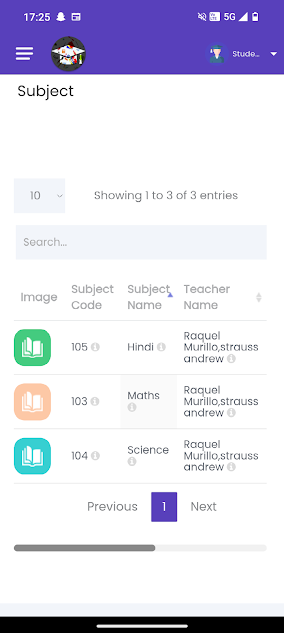 17:25 5G
Stude...
Subject
10 Showing 1 to 3 of 3 entries
Search...
Image Subject Code Subject Name Teacher Name
105 Hindi Raquel
Murillo,strauss
andrew
103 Maths Raquel
Murillo,strauss
andrew
104 Science Raquel
Murillo,strauss
andrew
Previous 1 Next